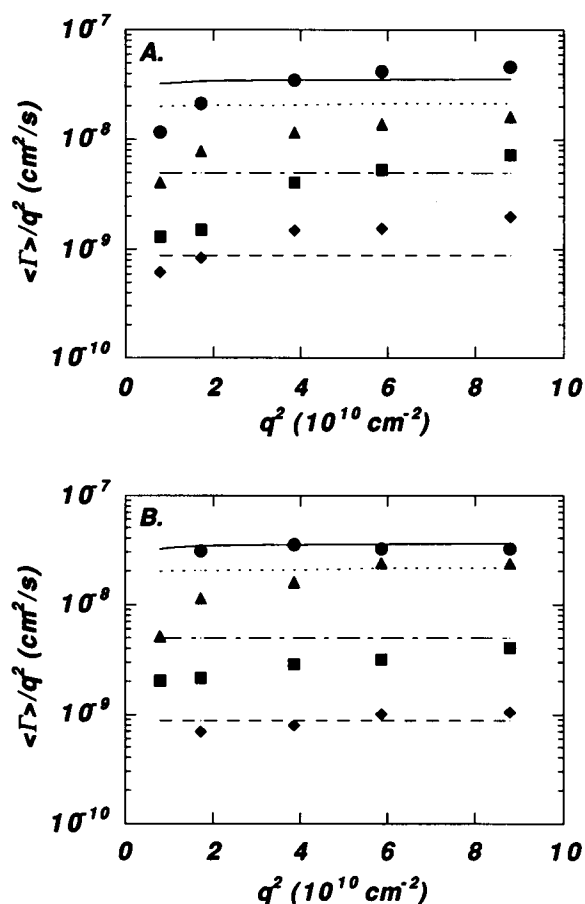 A.
10⁻⁷
10⁻⁸
10⁻⁹
10⁻¹⁰
<Γ>/q² (cm²/s)
0 2 4 6 8 10
q² (10¹⁰ cm⁻²)
B.
10⁻⁷
10⁻⁸
10⁻⁹
10⁻¹⁰
<Γ>/q² (cm²/s)
0 2 4 6 8 10
q² (10¹⁰ cm⁻²)